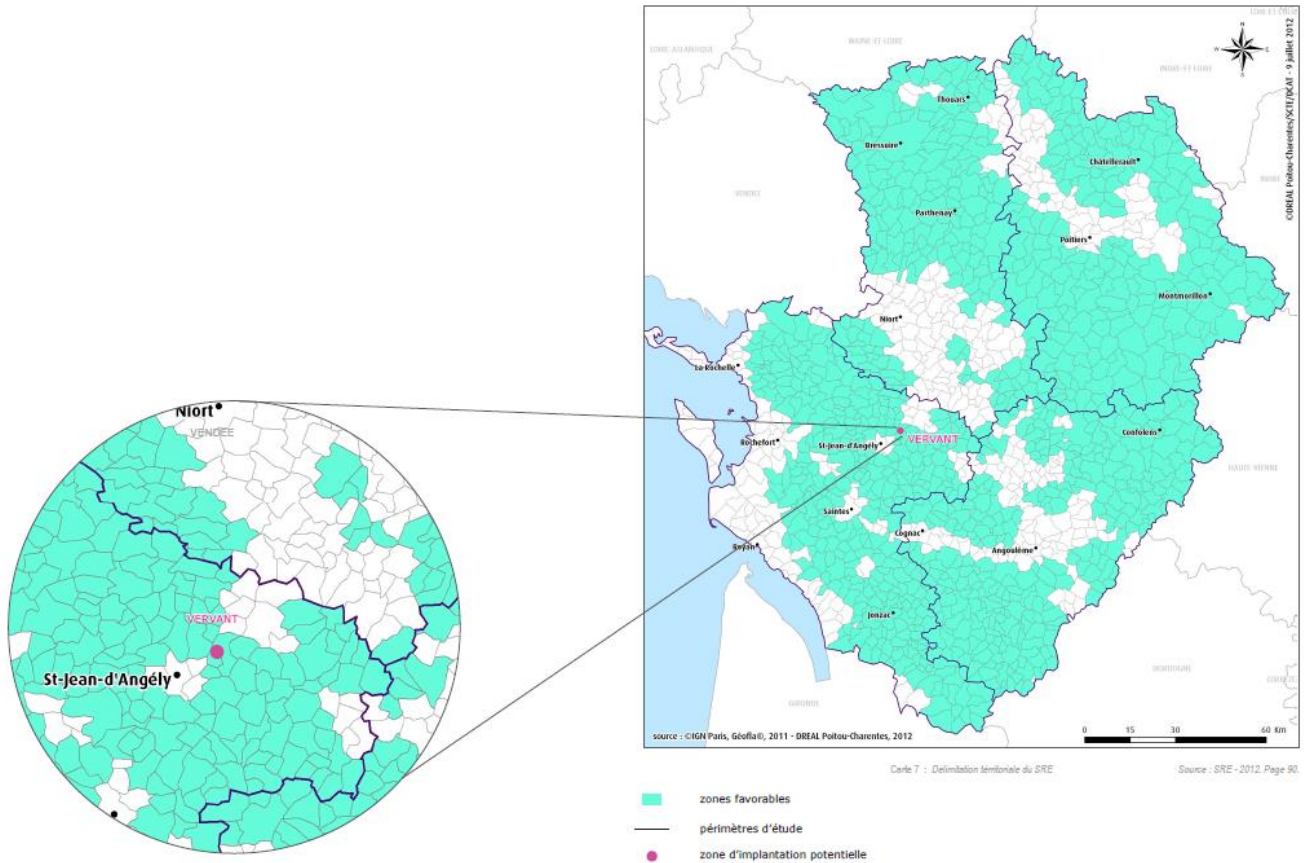 LOIRE-ATLANTIQUE
MAINE-ET-LOIRE
INDRE-ET-LOIRE
N
W
E
S
©DREAL Poitou-Charentes/SCTE/DCAT - 9 juillet 2012
Thouars
Bressuire
Châtellerault
VENDEE
INDRE
Parthenay
Poitiers
Montmorillon
Niort
La-Rochelle
Rochefort
St-Jean-d'Angély
VERVANT
Confolens
HAUTE-VIENNE
Saintes
Cognac
Angoulême
Royan
Jonzac
DORDOGNE
GIRONDE
source : ©IGN Paris, Géofla®, 2011 - DREAL Poitou-Charentes, 2012
0 15 30 60 Km
Niort
VENDEE
VERVANT
St-Jean-d'Angély
Carte 7 : Délimitation territoriale du SRE
Source : SRE - 2012. Page 90.
zones favorables
périmètres d'étude
zone d'implantation potentielle